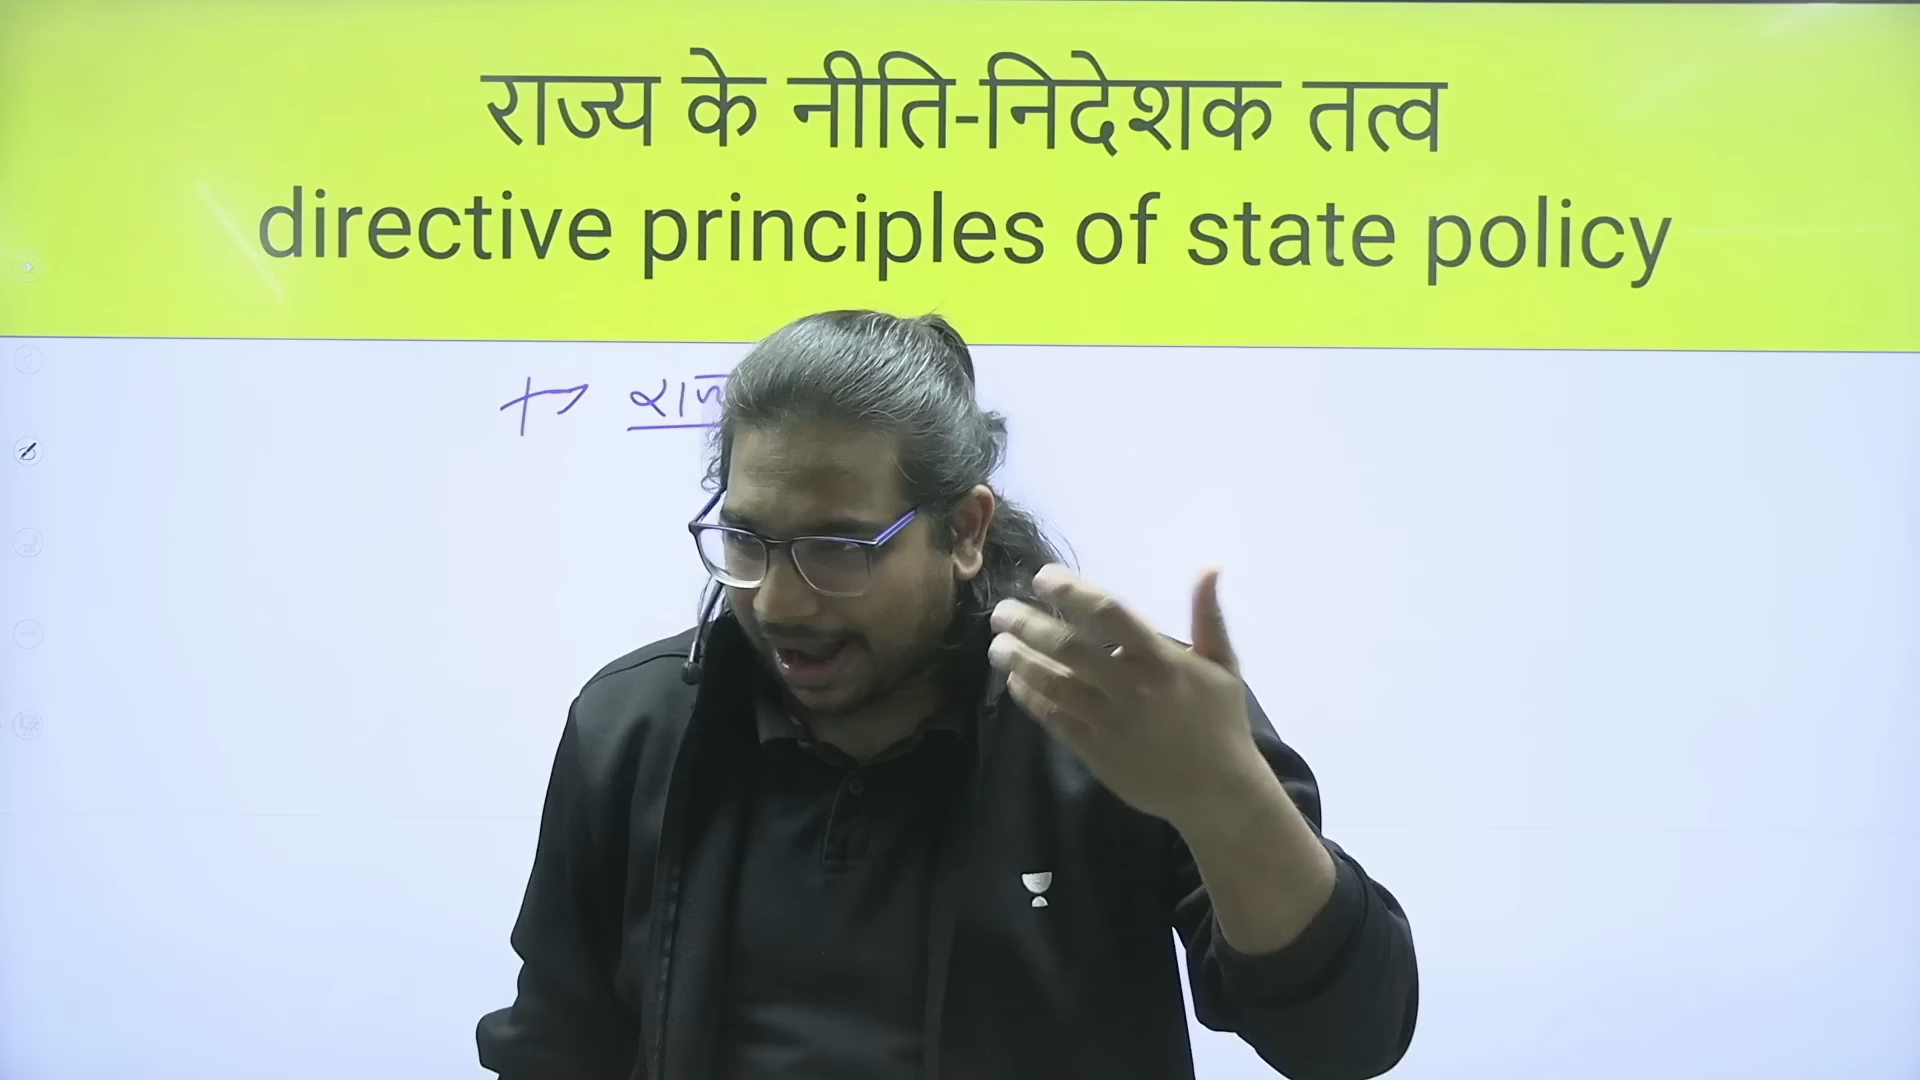 राज्य के नीति-निदेशक तत्व
directive principles of state policy